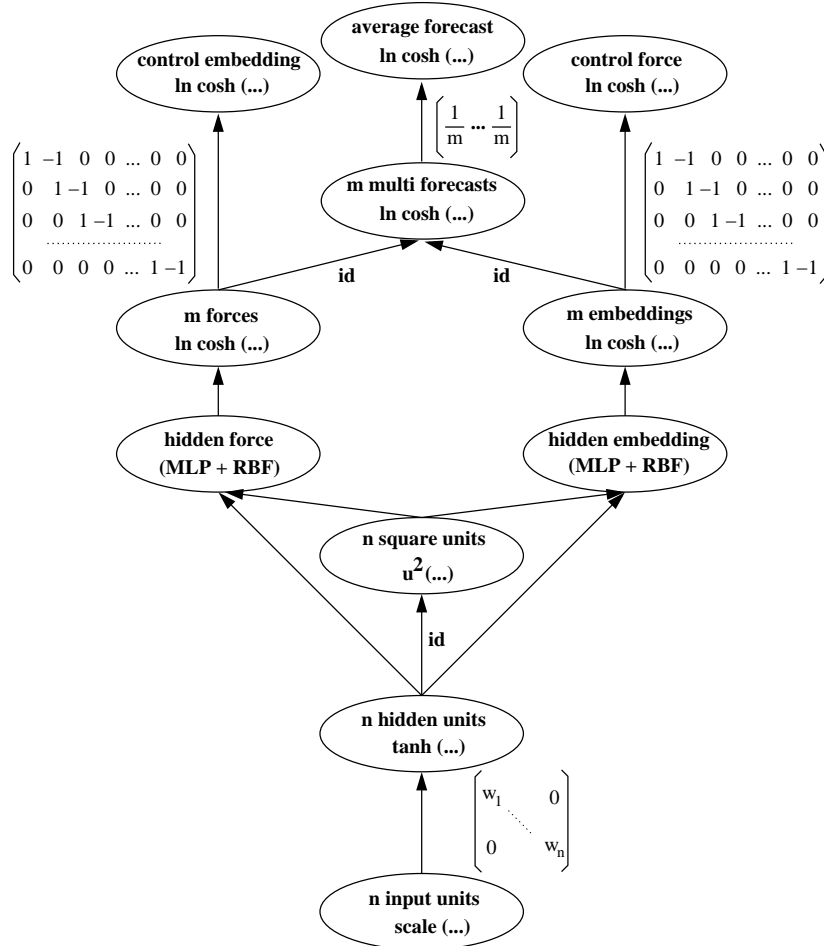 average forecast
ln cosh (...)
control embedding
ln cosh (...)
control force
ln cosh (...)
1/m ... 1/m
1 –1 0 0 ... 0 0
0 1 –1 0 ... 0 0
0 0 1 –1 ... 0 0
0 0 0 0 ... 1 –1
m multi forecasts
ln cosh (...)
1 –1 0 0 ... 0 0
0 1 –1 0 ... 0 0
0 0 1 –1 ... 0 0
0 0 0 0 ... 1 –1
id
id
m forces
ln cosh (...)
m embeddings
ln cosh (...)
hidden force
(MLP + RBF)
hidden embedding
(MLP + RBF)
n square units
u² (...)
id
n hidden units
tanh (...)
w₁ 0
0 wₙ
n input units
scale (...)